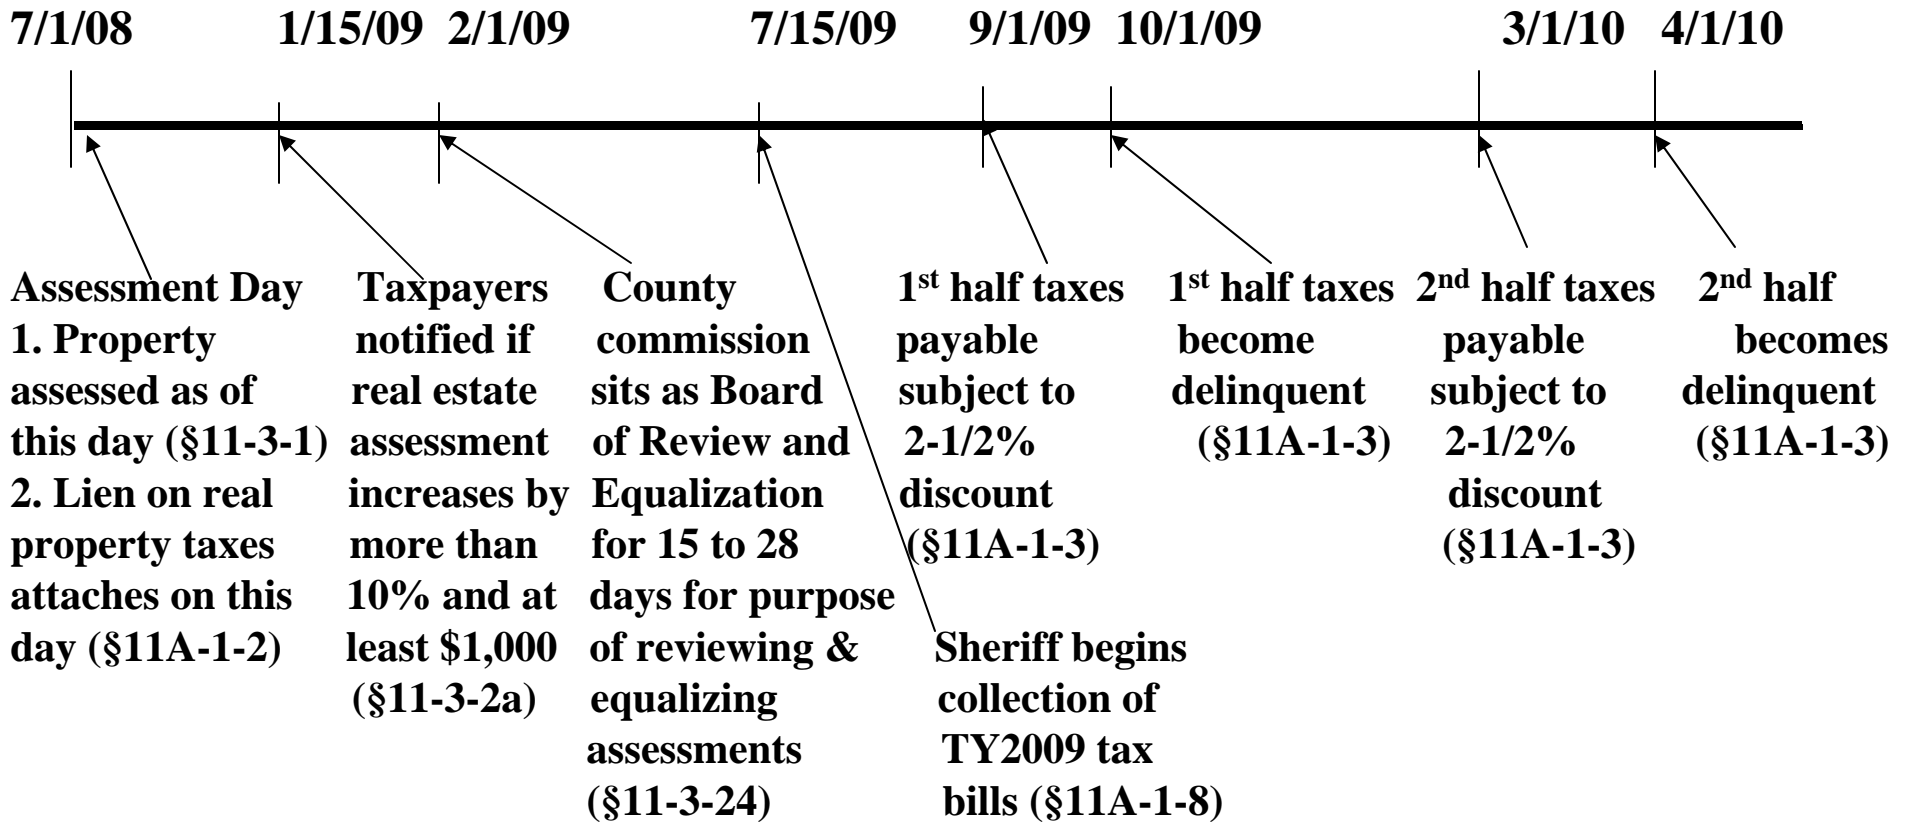 7/1/08 1/15/09 2/1/09 7/15/09 9/1/09 10/1/09 3/1/10 4/1/10
Assessment Day
1. Property
assessed as of
this day (§11-3-1)
2. Lien on real
property taxes
attaches on this
day (§11A-1-2)
Taxpayers
notified if
real estate
assessment
increases by
more than
10% and at
least $1,000
(§11-3-2a)
County
commission
sits as Board
of Review and
Equalization
for 15 to 28
days for purpose
of reviewing &
equalizing
assessments
(§11-3-24)
Sheriff begins
collection of
TY2009 tax
bills (§11A-1-8)
1st half taxes
payable
subject to
2-1/2%
discount
(§11A-1-3)
1st half taxes
become
delinquent
(§11A-1-3)
2nd half taxes
payable
subject to
2-1/2%
discount
(§11A-1-3)
2nd half
becomes
delinquent
(§11A-1-3)